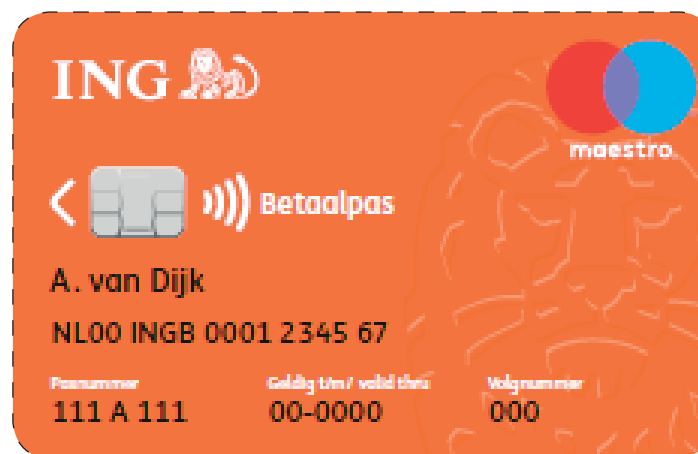 ING
maestro
Betaalpas
A. van Dijk
NL00 INGB 0001 2345 67
Pasnummer Geldig t/m / valid thru Volgnummer
111 A 111 00-0000 000